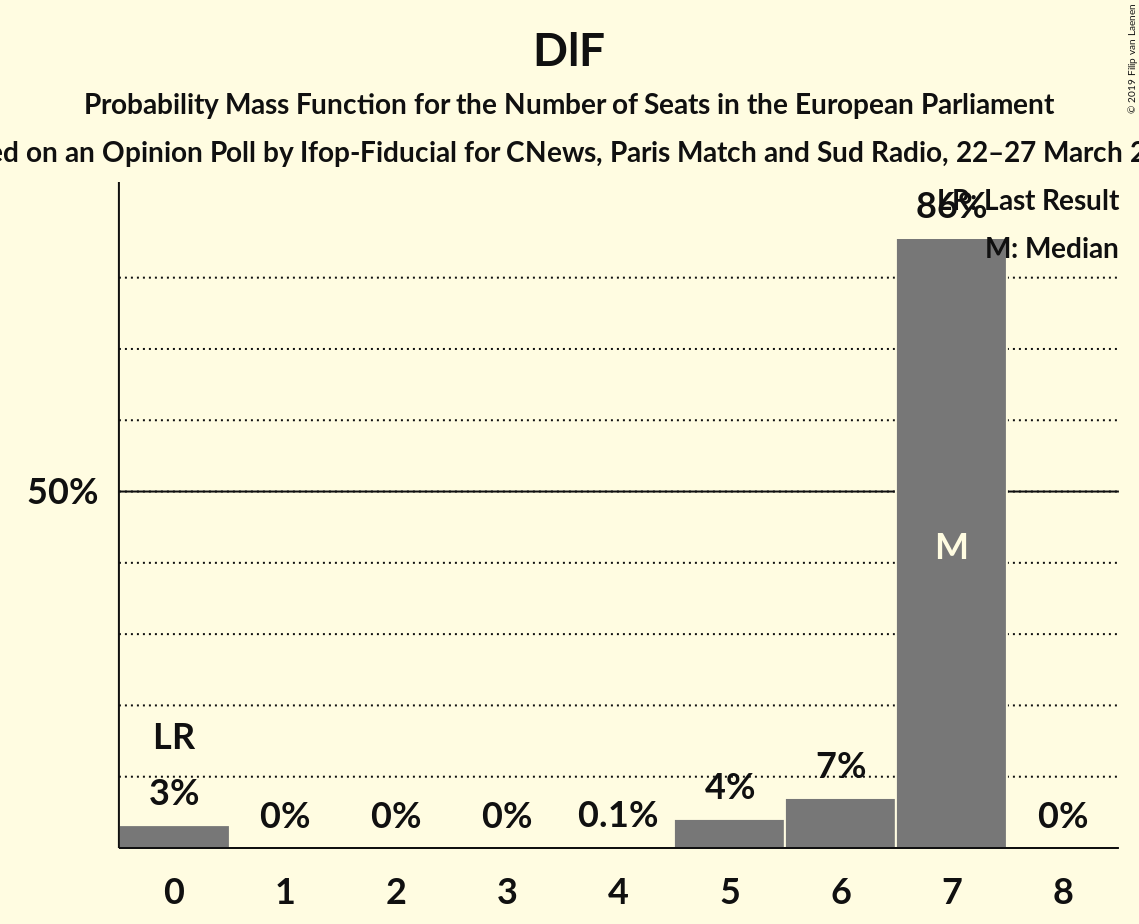 DlF
Probability Mass Function for the Number of Seats in the European Parliament
on an Opinion Poll by Ifop-Fiducial for CNews, Paris Match and Sud Radio, 22–27 March
© 2019 Filip van Laenen
LR: Last Result
M: Median
86%
50%
M
LR
3%
0%
0%
0%
0.1%
4%
7%
0%
0 1 2 3 4 5 6 7 8